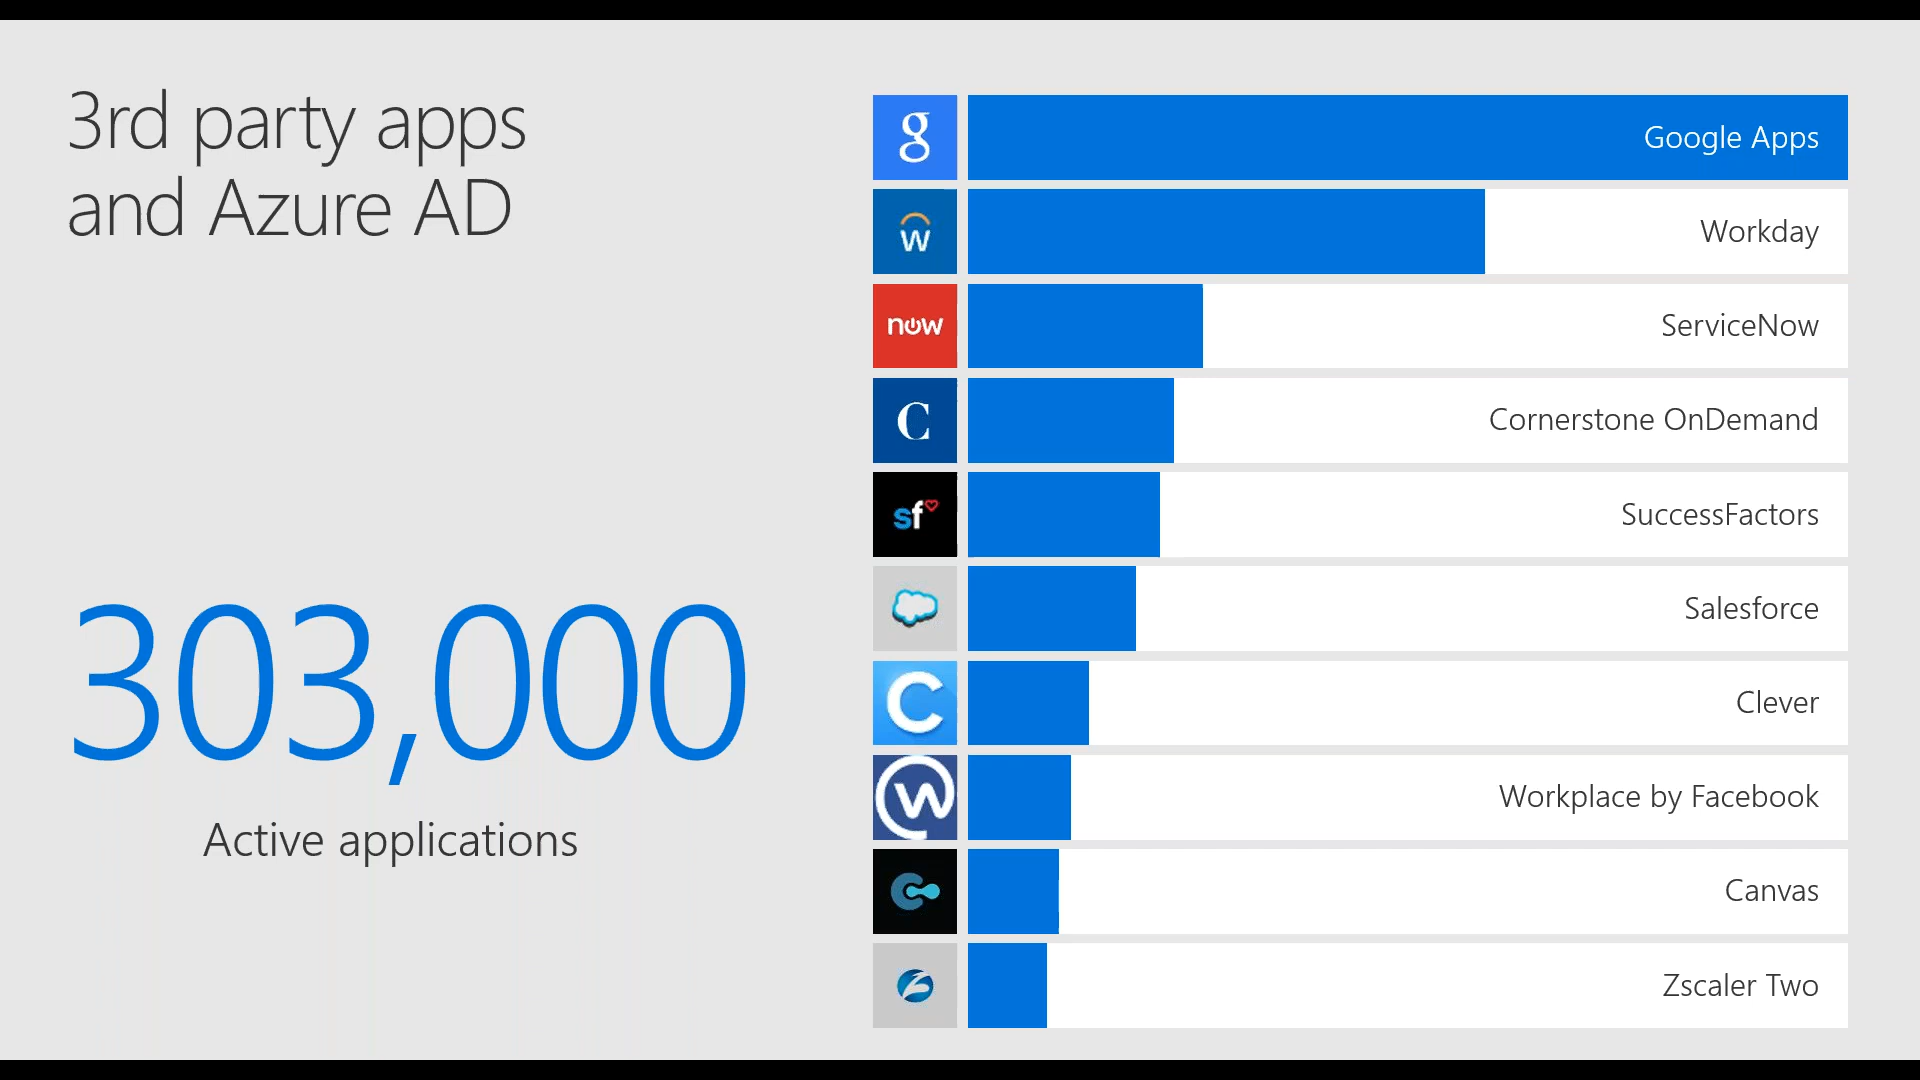 3rd party apps
and Azure AD
303,000
Active applications
g
Google Apps
w
Workday
now
ServiceNow
C
Cornerstone OnDemand
sf
SuccessFactors
Salesforce
C
Clever
W
Workplace by Facebook
Canvas
Z
Zscaler Two